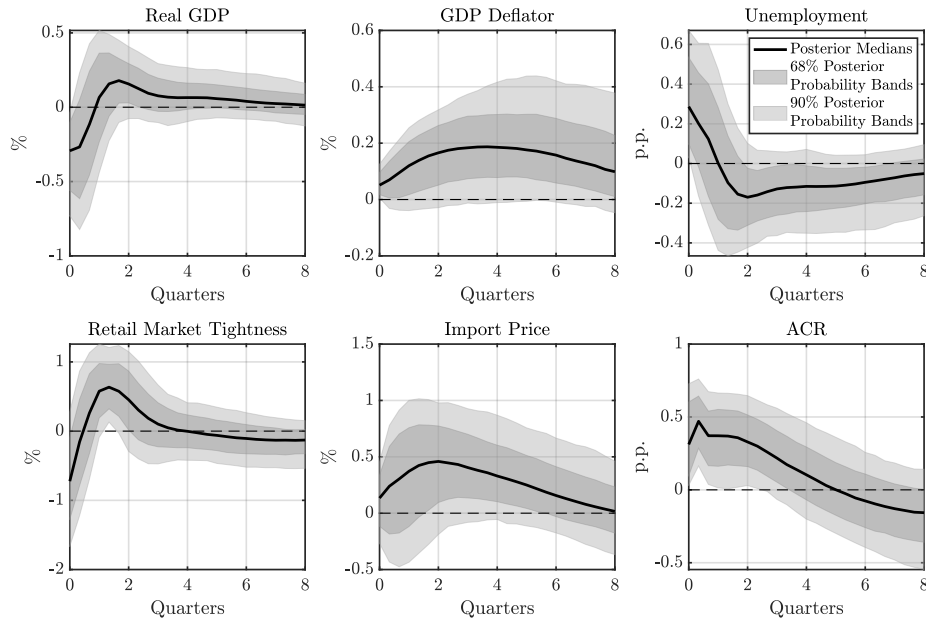 Real GDP
0.5
0
-0.5
-1
%
0 2 4 6 8
Quarters
GDP Deflator
0.6
0.4
0.2
0
0.2
%
0 2 4 6 8
Quarters
Unemployment
0.6
0.4
0.2
0
-0.2
-0.4
p.p.
Posterior Medians
68% Posterior
Probability Bands
90% Posterior
Probability Bands
0 2 4 6 8
Quarters
Retail Market Tightness
1
0
-1
-2
%
0 2 4 6 8
Quarters
Import Price
1.5
1
0.5
0
-0.5
%
0 2 4 6 8
Quarters
ACR
1
0.5
0
-0.5
p.p.
0 2 4 6 8
Quarters